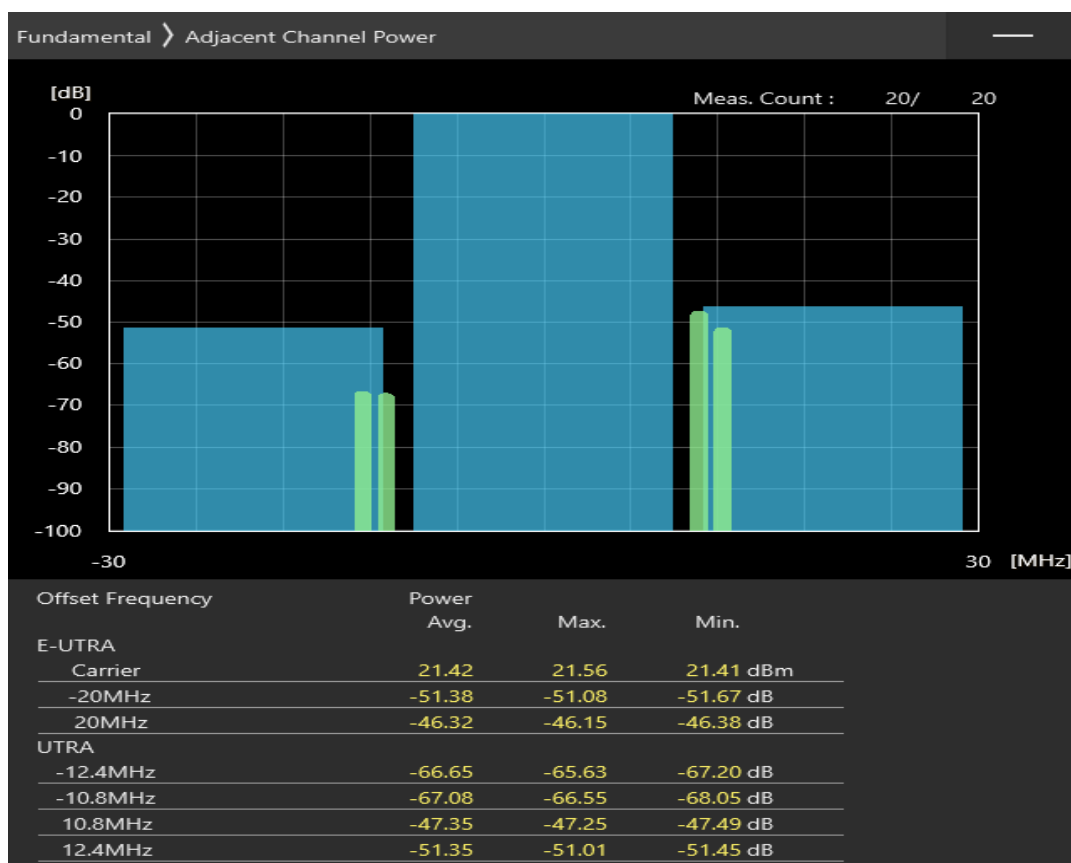 Fundamental ❯ Adjacent Channel Power
[dB]
Meas. Count : 20/ 20
0
-10
-20
-30
-40
-50
-60
-70
-80
-90
-100
-30 30 [MHz]
Offset Frequency Power
Avg. Max. Min.
E-UTRA
Carrier 21.42 21.56 21.41 dBm
-20MHz -51.38 -51.08 -51.67 dB
20MHz -46.32 -46.15 -46.38 dB
UTRA
-12.4MHz -66.65 -65.63 -67.20 dB
-10.8MHz -67.08 -66.55 -68.05 dB
10.8MHz -47.35 -47.25 -47.49 dB
12.4MHz -51.35 -51.01 -51.45 dB